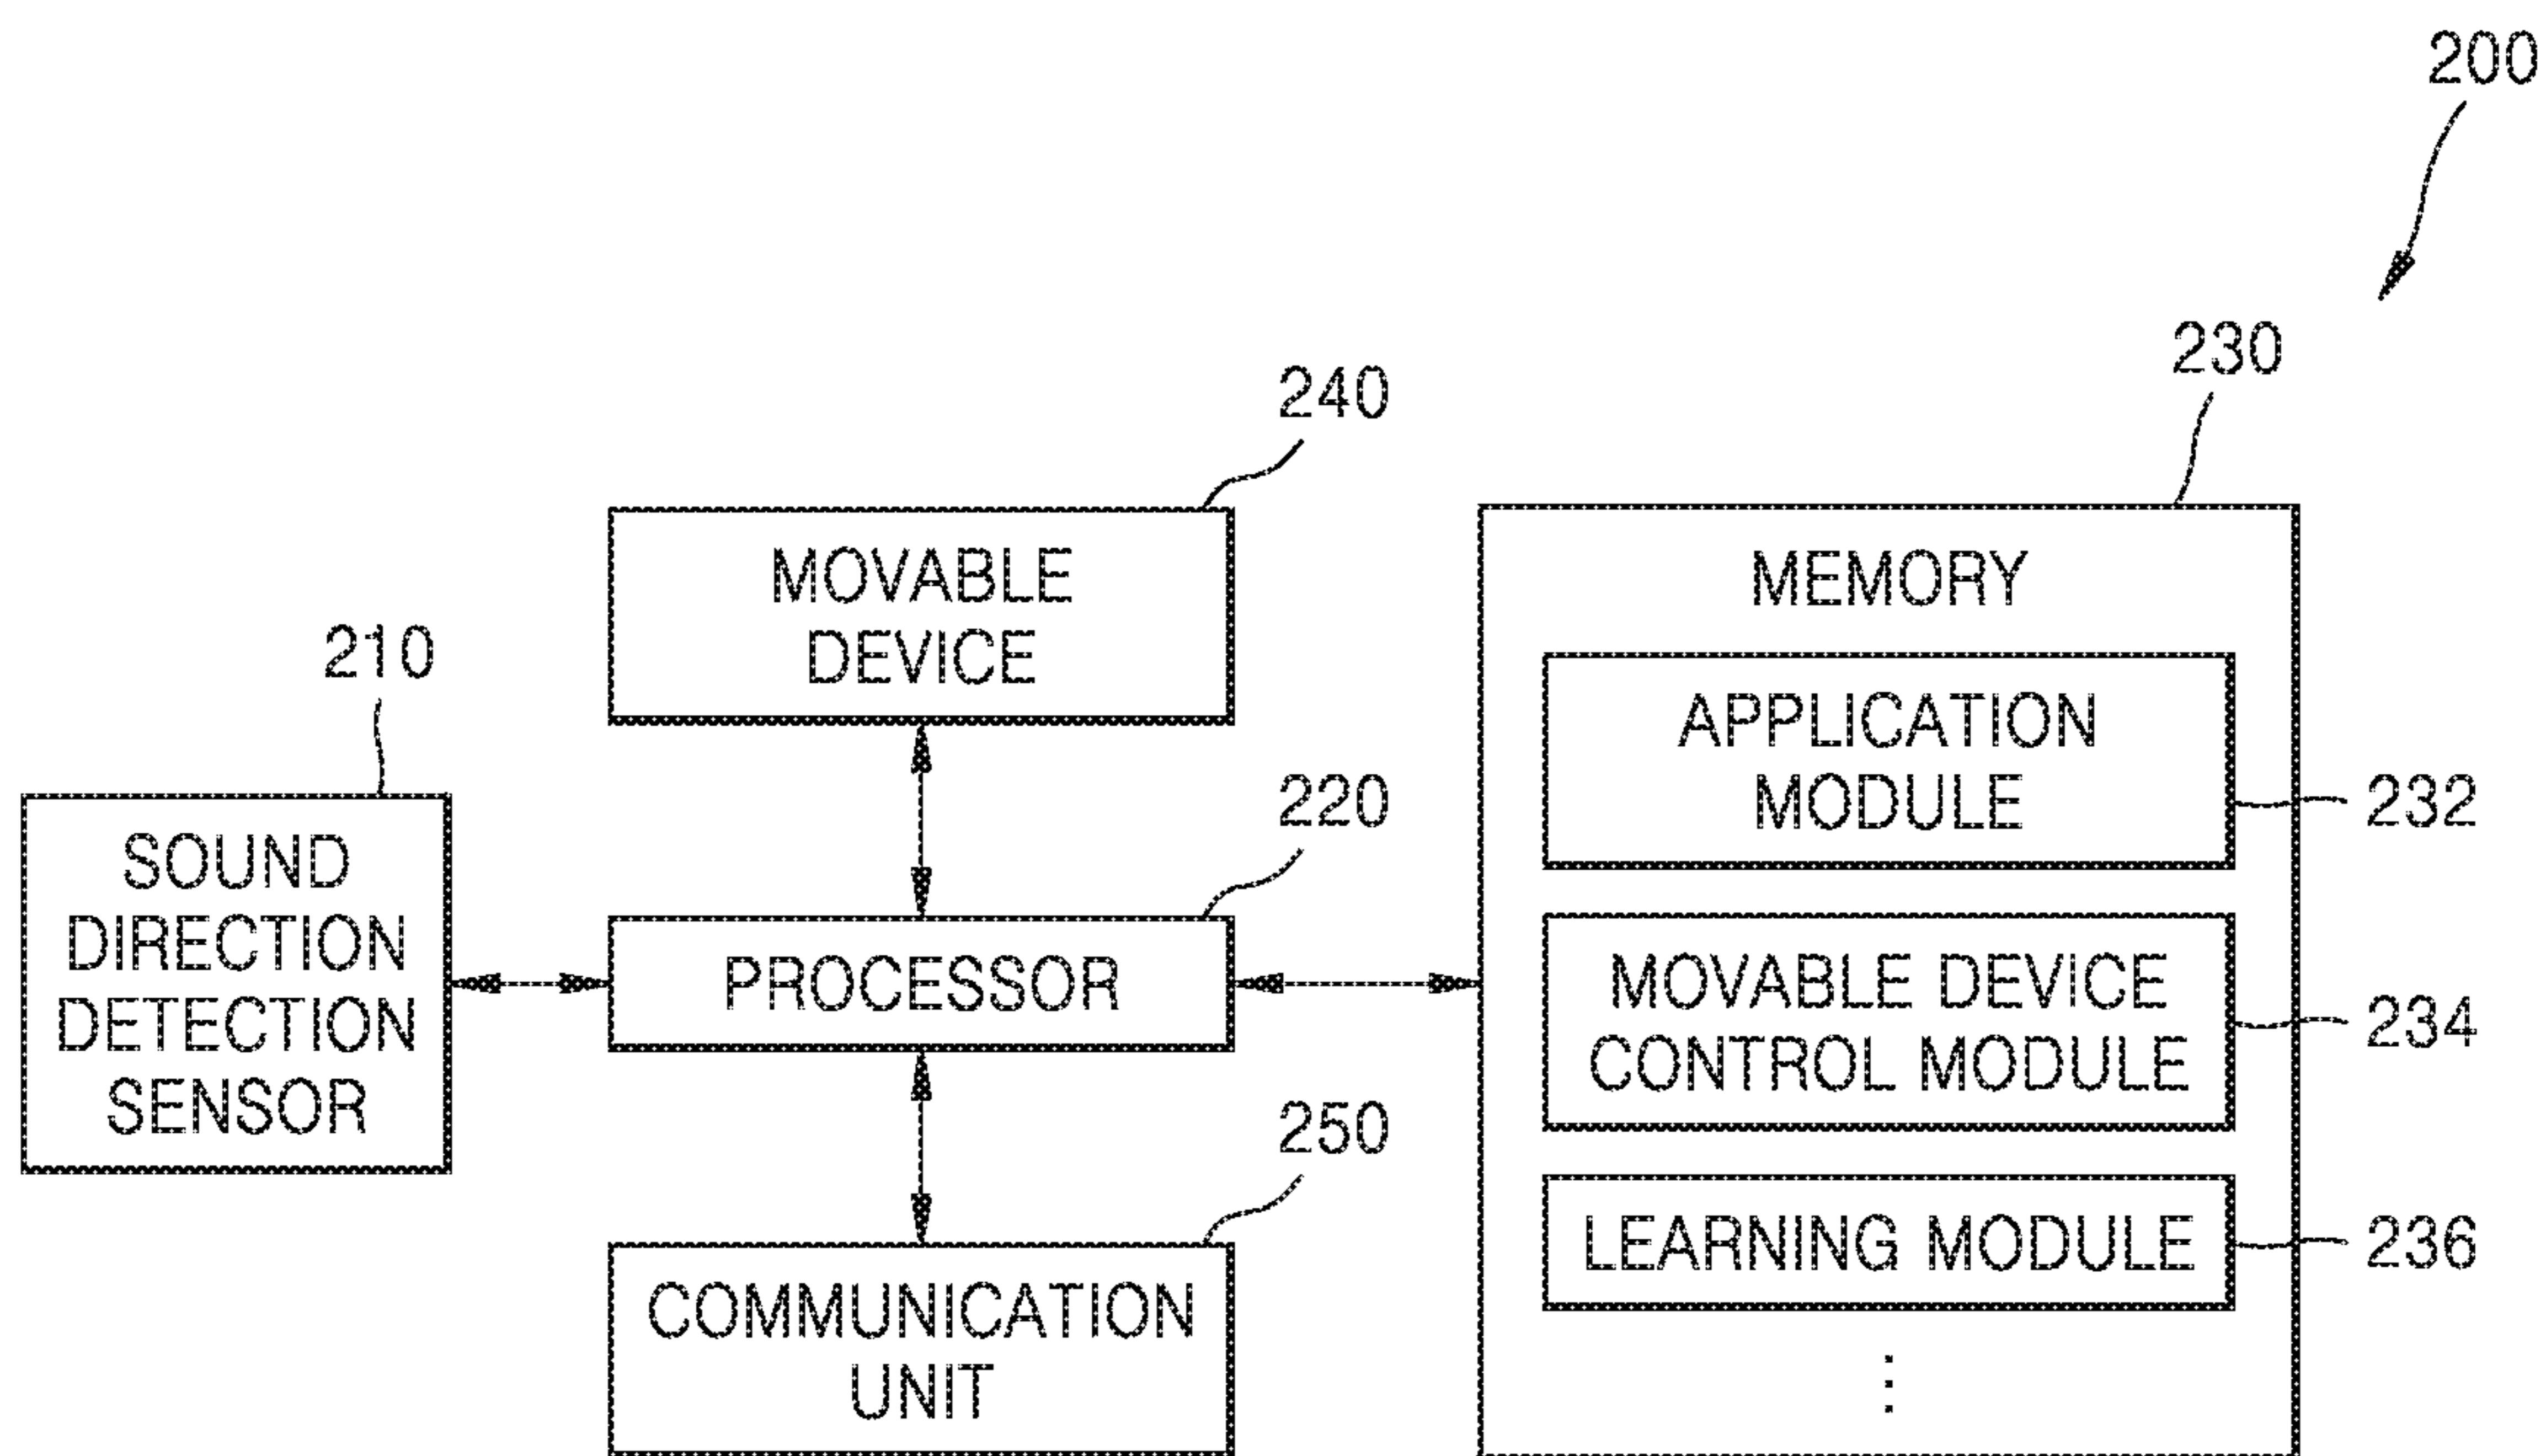 200
230
240
MOVABLE
DEVICE
MEMORY
210
APPLICATION
MODULE
232
220
SOUND
DIRECTION
DETECTION
SENSOR
PROCESSOR
MOVABLE DEVICE
CONTROL MODULE
234
250
COMMUNICATION
UNIT
LEARNING MODULE
236
⋮